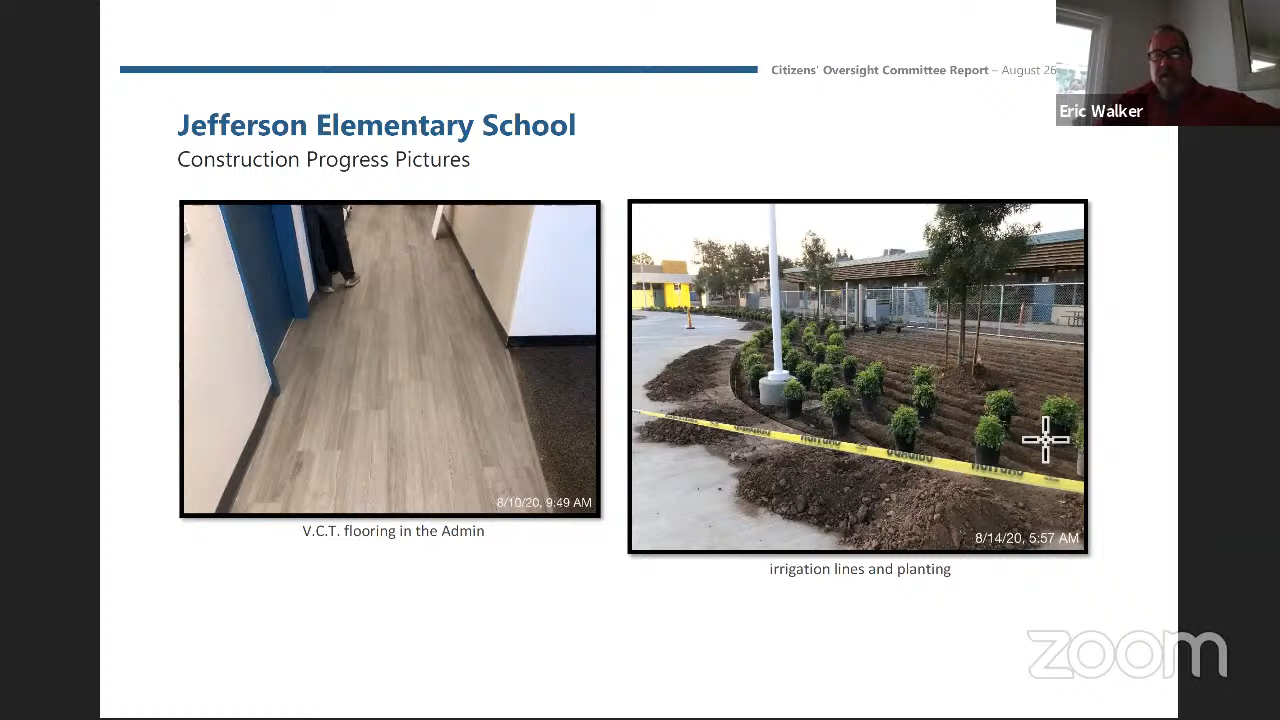 Citizens' Oversight Committee Report – August 26
Eric Walker
Jefferson Elementary School
Construction Progress Pictures
8/10/20, 9:49 AM
V.C.T. flooring in the Admin
CAUTION
8/14/20, 5:57 AM
irrigation lines and planting
zoom